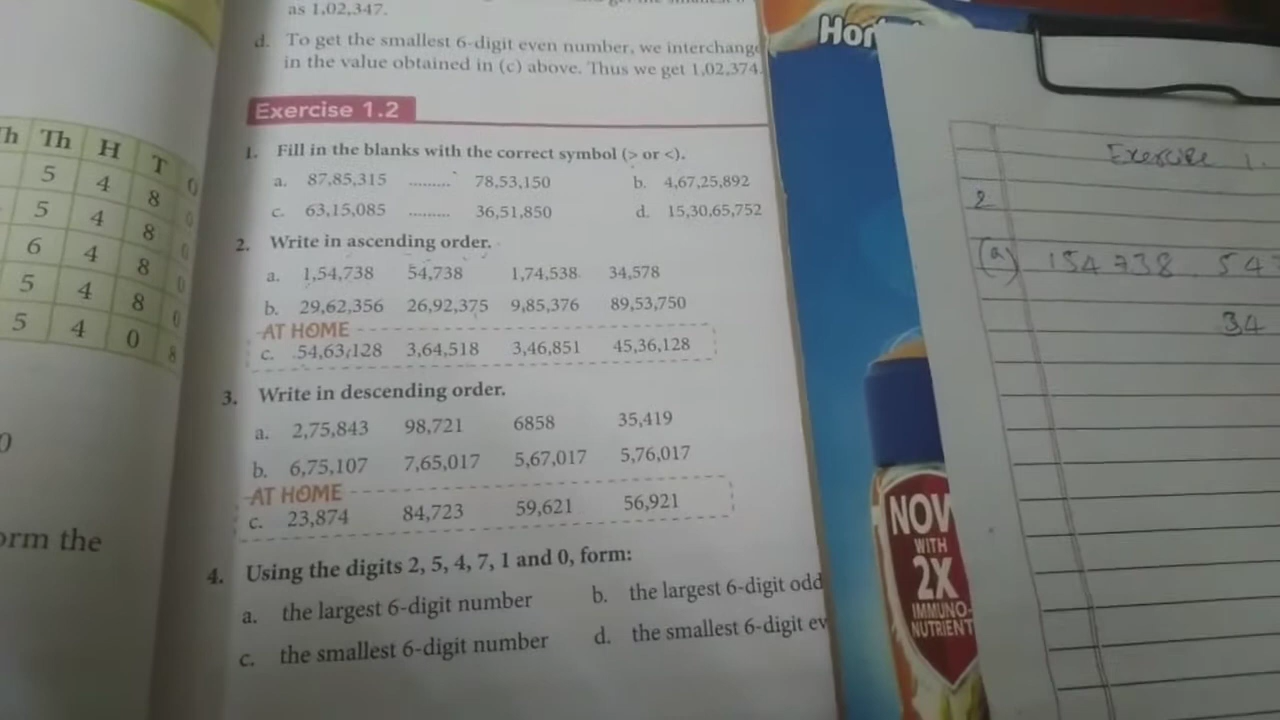 as 1,02,347.
d. To get the smallest 6-digit even number, we interchange
in the value obtained in (c) above. Thus we get 1,02,374.
Exercise 1.2
1. Fill in the blanks with the correct symbol (> or <).
a. 87,85,315 ......... 78,53,150 b. 4,67,25,892
c. 63,15,085 ......... 36,51,850 d. 15,30,65,752
2. Write in ascending order.
a. 1,54,738 54,738 1,74,538 34,578
b. 29,62,356 26,92,375 9,85,376 89,53,750
AT HOME
c. 54,63,128 3,64,518 3,46,851 45,36,128
3. Write in descending order.
a. 2,75,843 98,721 6858 35,419
b. 6,75,107 7,65,017 5,67,017 5,76,017
AT HOME
c. 23,874 84,723 59,621 56,921
4. Using the digits 2, 5, 4, 7, 1 and 0, form:
a. the largest 6-digit number b. the largest 6-digit odd
c. the smallest 6-digit number d. the smallest 6-digit ev
Th H T O
5 4 8 0
5 4 8 0
6 4 8 0
5 4 8 0
5 4 0 8
0
orm the
Hor
NOW
WITH
2X
IMMUNO-
NUTRIENT
Exercise 1.
2
(a) 154738 54
34